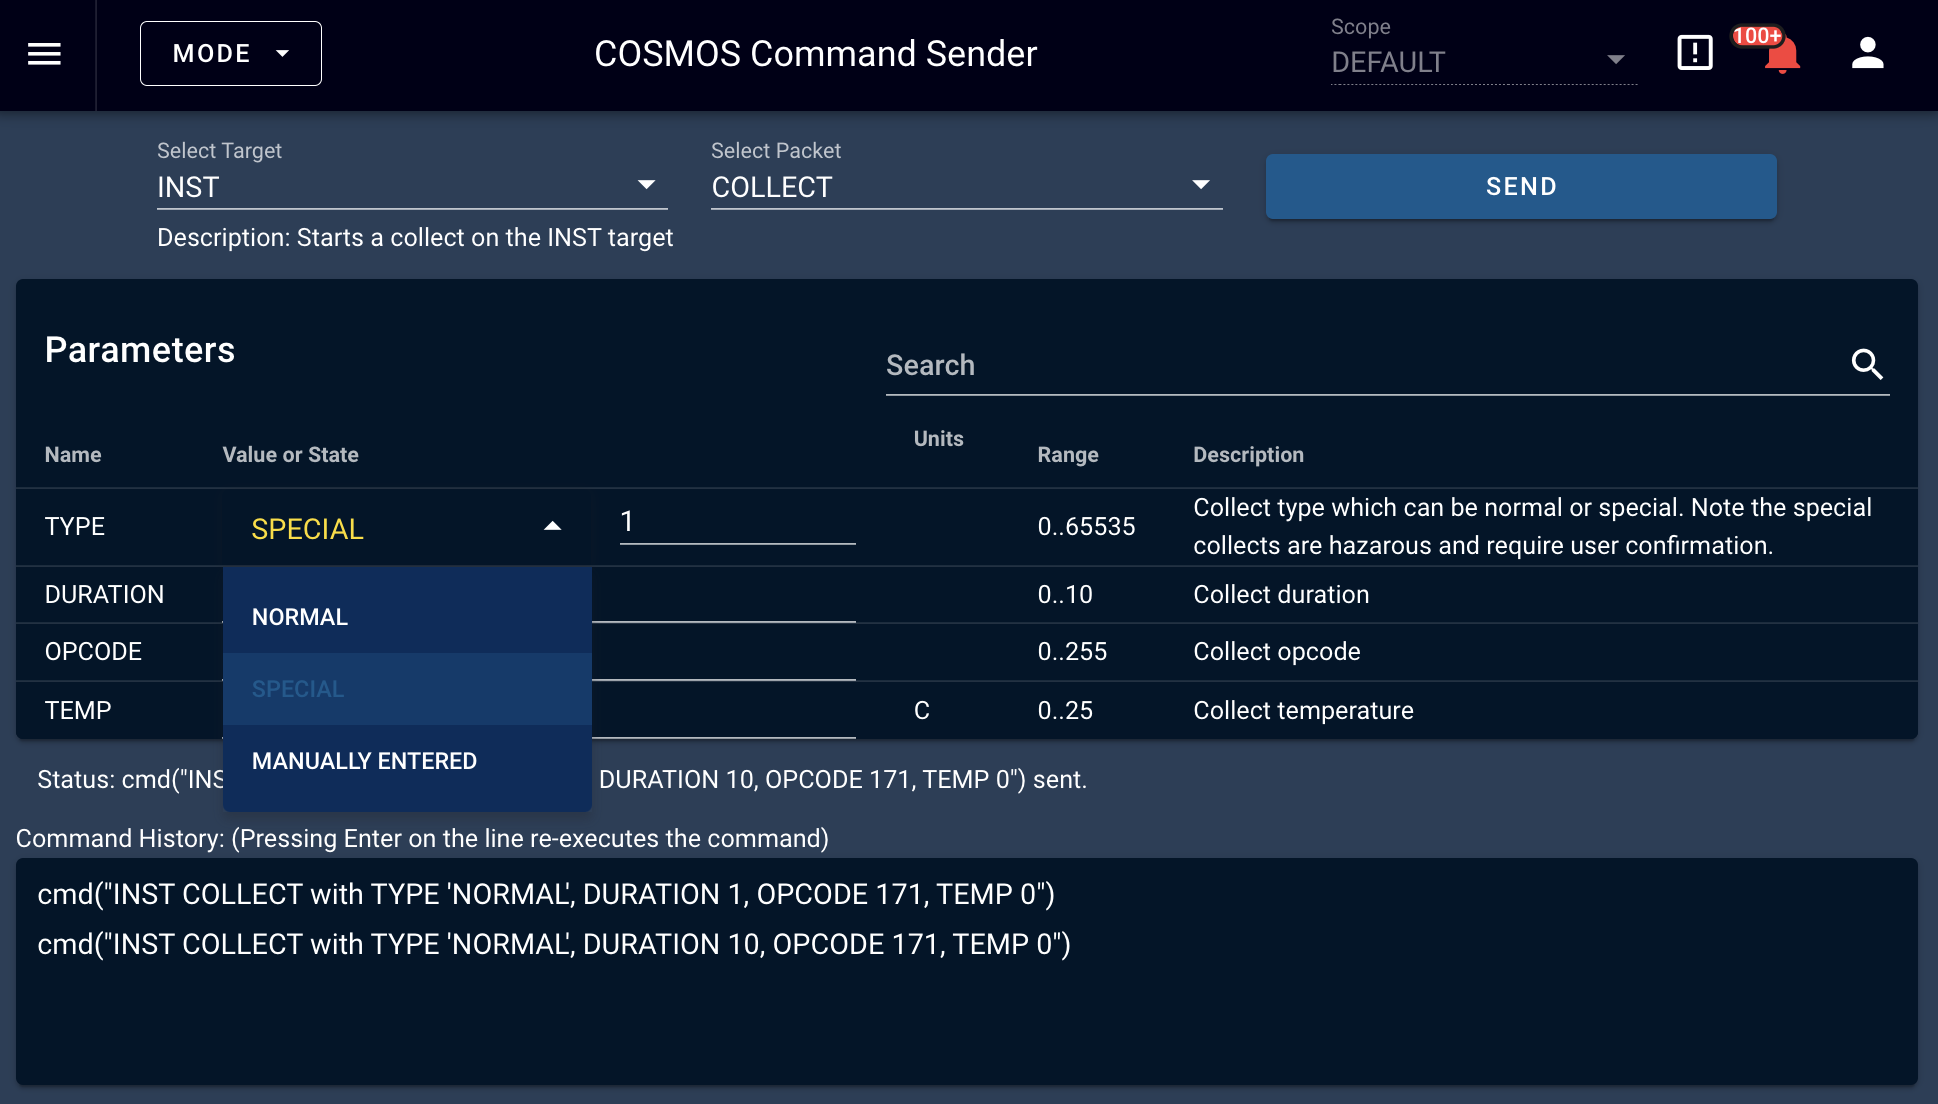 MODE
COSMOS Command Sender
Scope
DEFAULT
100+
Select Target
INST
Select Packet
COLLECT
SEND
Description: Starts a collect on the INST target
Parameters
Search
Name Value or State Units Range Description
TYPE SPECIAL 1 0..65535 Collect type which can be normal or special. Note the special
collects are hazarous and require user confirmation.
DURATION 0..10 Collect duration
NORMAL
OPCODE 0..255 Collect opcode
SPECIAL
TEMP C 0..25 Collect temperature
MANUALLY ENTERED
Status: cmd("INS DURATION 10, OPCODE 171, TEMP 0") sent.
Command History: (Pressing Enter on the line re-executes the command)
cmd("INST COLLECT with TYPE 'NORMAL', DURATION 1, OPCODE 171, TEMP 0")
cmd("INST COLLECT with TYPE 'NORMAL', DURATION 10, OPCODE 171, TEMP 0")